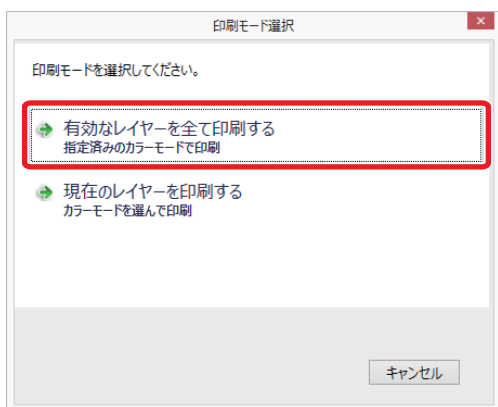 印刷モード選択
印刷モードを選択してください。
有効なレイヤーを全て印刷する
指定済みのカラーモードで印刷
現在のレイヤーを印刷する
カラーモードを選んで印刷
キャンセル